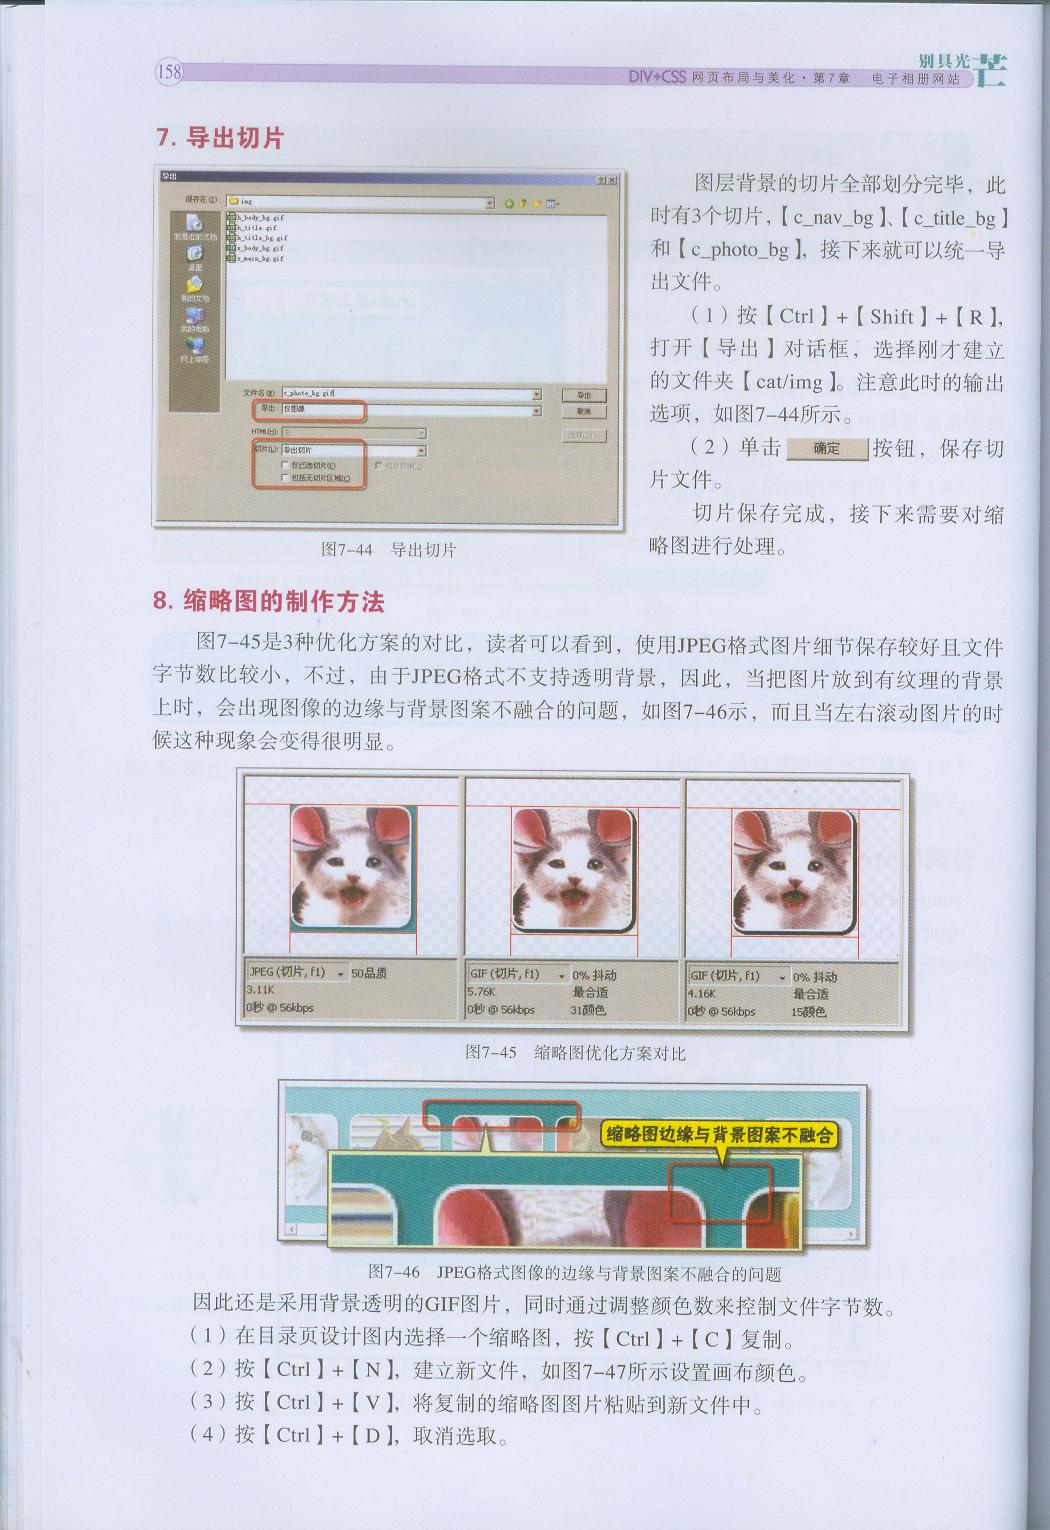 158
别具光芒
DIV+CSS 网页布局与美化·第7章 电子相册网站
7. 导出切片
导出
保存在(I):
img
h_body_bg.gif
h_title.gif
h_title_bg.gif
s_body_bg.gif
s_main_bg.gif
我最近的文档
桌面
我的文档
我的电脑
网上邻居
文件名(N):
c_photo_bg.gif
导出
导出:
仅图像
取消
HTML(H):
切片(L):
导出切片
仅已选切片(E)
包括无切片区域(C)
图7-44 导出切片
图层背景的切片全部划分完毕，此
时有3个切片，【c_nav_bg】、【c_title_bg】
和【c_photo_bg】，接下来就可以统一导
出文件。
（1）按【Ctrl】+【Shift】+【R】，
打开【导出】对话框，选择刚才建立
的文件夹【cat/img】。注意此时的输出
选项，如图7-44所示。
（2）单击 确定 按钮，保存切
片文件。
切片保存完成，接下来需要对缩
略图进行处理。
8. 缩略图的制作方法
图7-45是3种优化方案的对比，读者可以看到，使用JPEG格式图片细节保存较好且文件
字节数比较小，不过，由于JPEG格式不支持透明背景，因此，当把图片放到有纹理的背景
上时，会出现图像的边缘与背景图案不融合的问题，如图7-46示，而且当左右滚动图片的时
候这种现象会变得很明显。
JPEG (切片, f1) 50品质
3.11K
0秒 @ 56kbps
GIF (切片, f1) 0% 抖动
5.76K 最合适
0秒 @ 56kbps 31颜色
GIF (切片, f1) 0% 抖动
4.16K 最合适
0秒 @ 56kbps 15颜色
图7-45 缩略图优化方案对比
缩略图边缘与背景图案不融合
图7-46 JPEG格式图像的边缘与背景图案不融合的问题
因此还是采用背景透明的GIF图片，同时通过调整颜色数来控制文件字节数。
（1）在目录页设计图内选择一个缩略图，按【Ctrl】+【C】复制。
（2）按【Ctrl】+【N】，建立新文件，如图7-47所示设置画布颜色。
（3）按【Ctrl】+【V】，将复制的缩略图图片粘贴到新文件中。
（4）按【Ctrl】+【D】，取消选取。